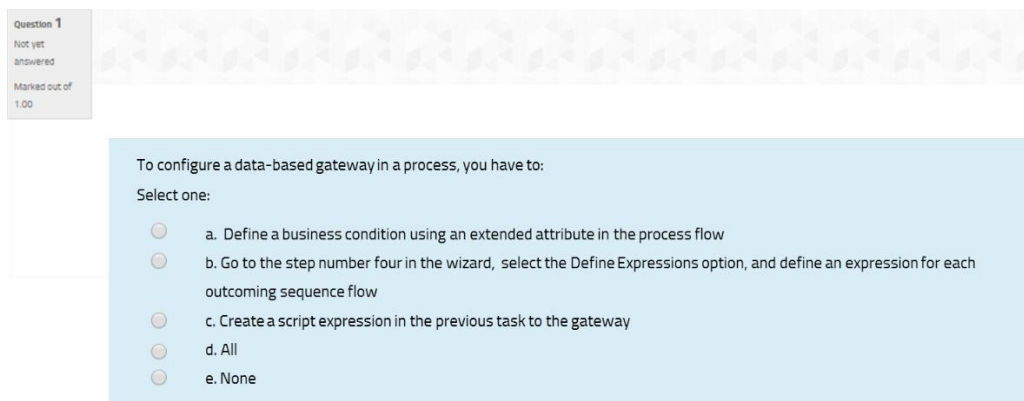 Question 1
Not yet
answered
Marked out of
1.00
To configure a data-based gateway in a process, you have to:
Select one:
a. Define a business condition using an extended attribute in the process flow
b. Go to the step number four in the wizard, select the Define Expressions option, and define an expression for each
outcoming sequence flow
c. Create a script expression in the previous task to the gateway
d. All
e. None